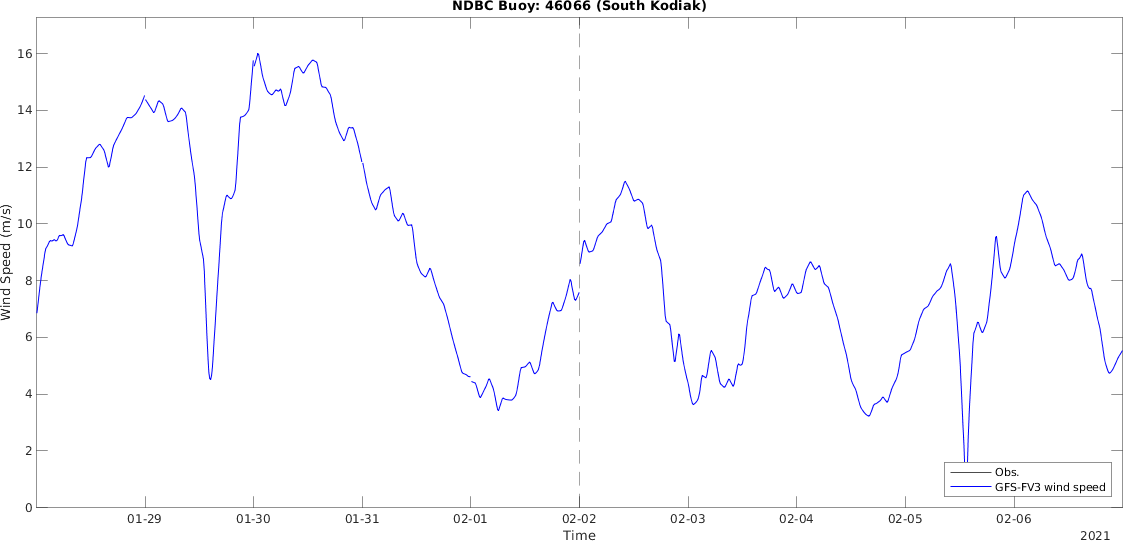 NDBC Buoy: 46066 (South Kodiak)
Wind Speed (m/s)
16
14
12
10
8
6
4
2
0
Obs.
GFS-FV3 wind speed
01-29 01-30 01-31 02-01 02-02 02-03 02-04 02-05 02-06
Time
2021